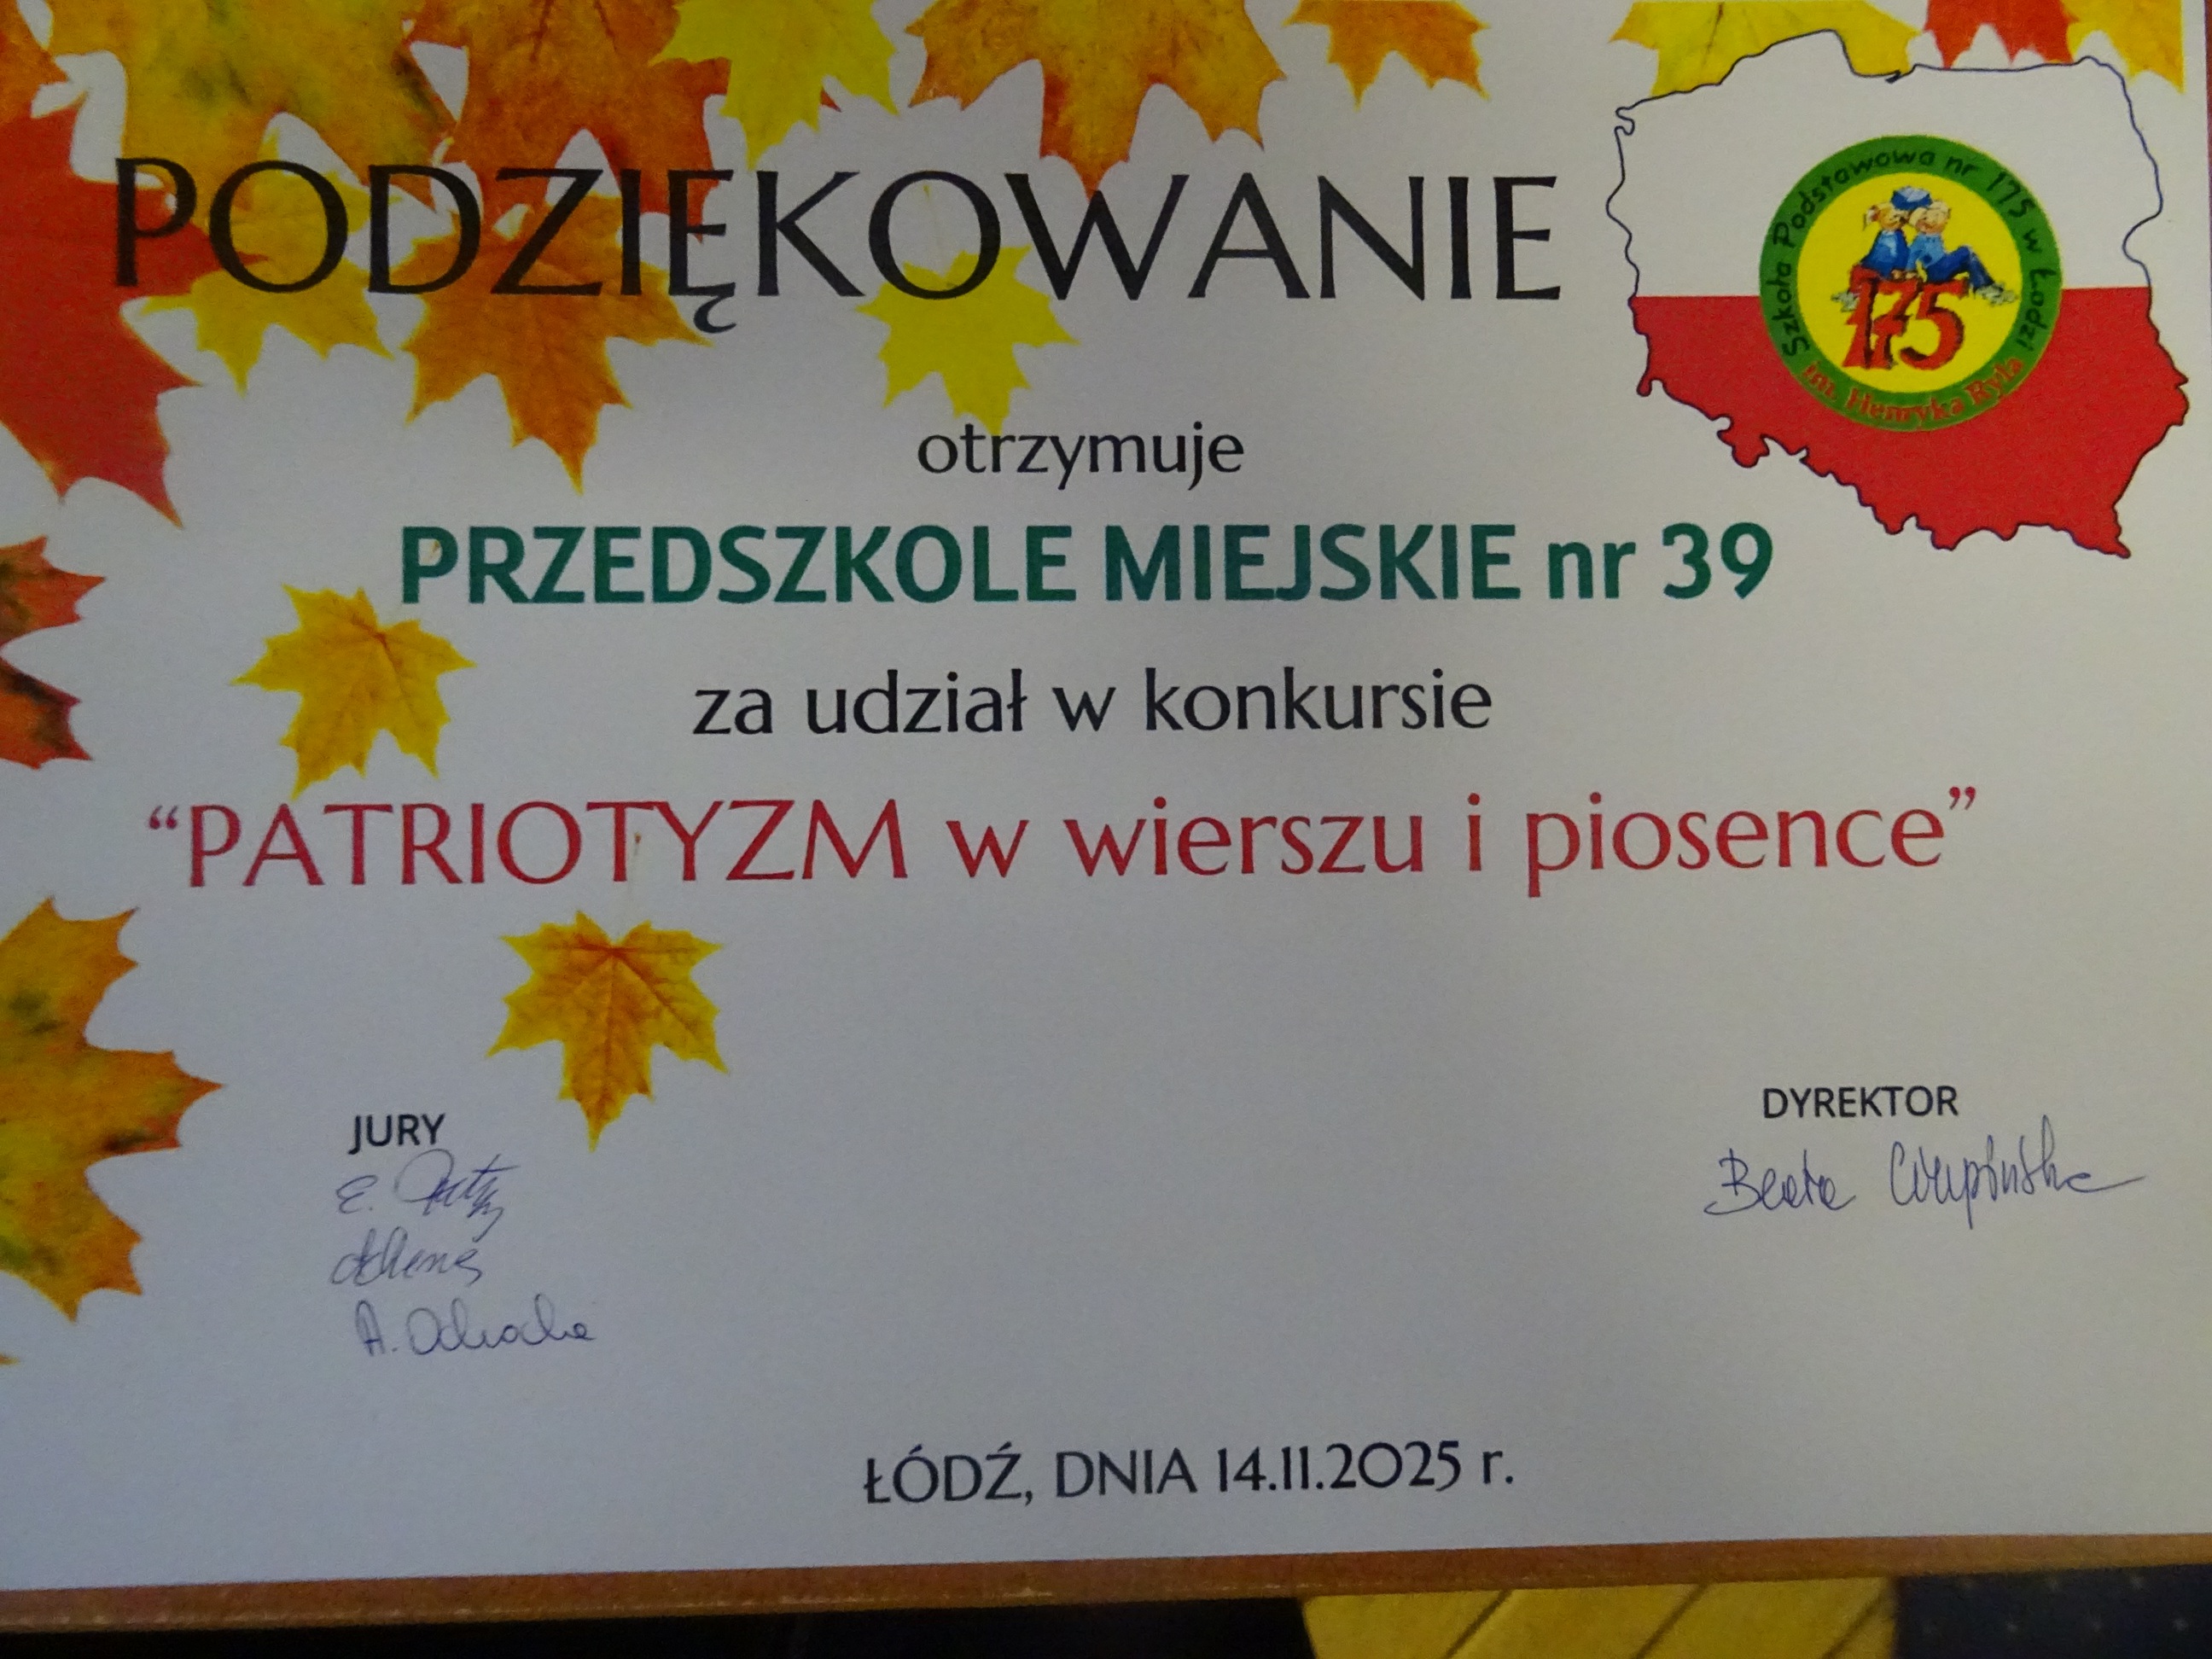 PODZIĘKOWANIE
Szkoła Podstawowa nr 175 w Łodzi
im. Henryka Ryla
175
otrzymuje
PRZEDSZKOLE MIEJSKIE nr 39
za udział w konkursie
“PATRIOTYZM w wierszu i piosence”
JURY
E.
A.
DYREKTOR
Beata
ŁÓDŹ, DNIA 14.11.2025 r.